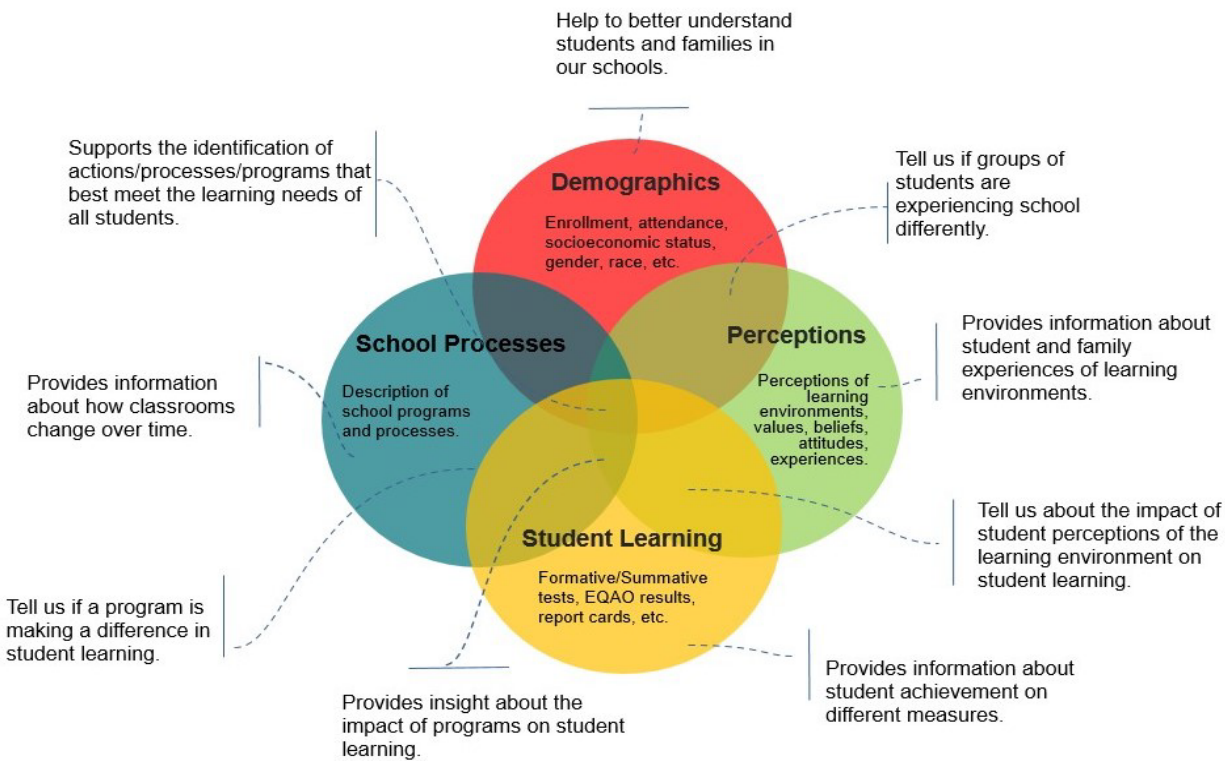 Help to better understand
students and families in
our schools.
Supports the identification of
actions/processes/programs that
best meet the learning needs of
all students.
Tell us if groups of
students are
experiencing school
differently.
Demographics
Enrollment, attendance,
socioeconomic status,
gender, race, etc.
School Processes
Description of
school programs
and processes.
Perceptions
Perceptions of
learning
environments,
values, beliefs,
attitudes,
experiences.
Provides information about
student and family
experiences of learning
environments.
Provides information
about how classrooms
change over time.
Student Learning
Formative/Summative
tests, EQAO results,
report cards, etc.
Tell us about the impact of
student perceptions of the
learning environment on
student learning.
Tell us if a program is
making a difference in
student learning.
Provides insight about the
impact of programs on student
learning.
Provides information about
student achievement on
different measures.